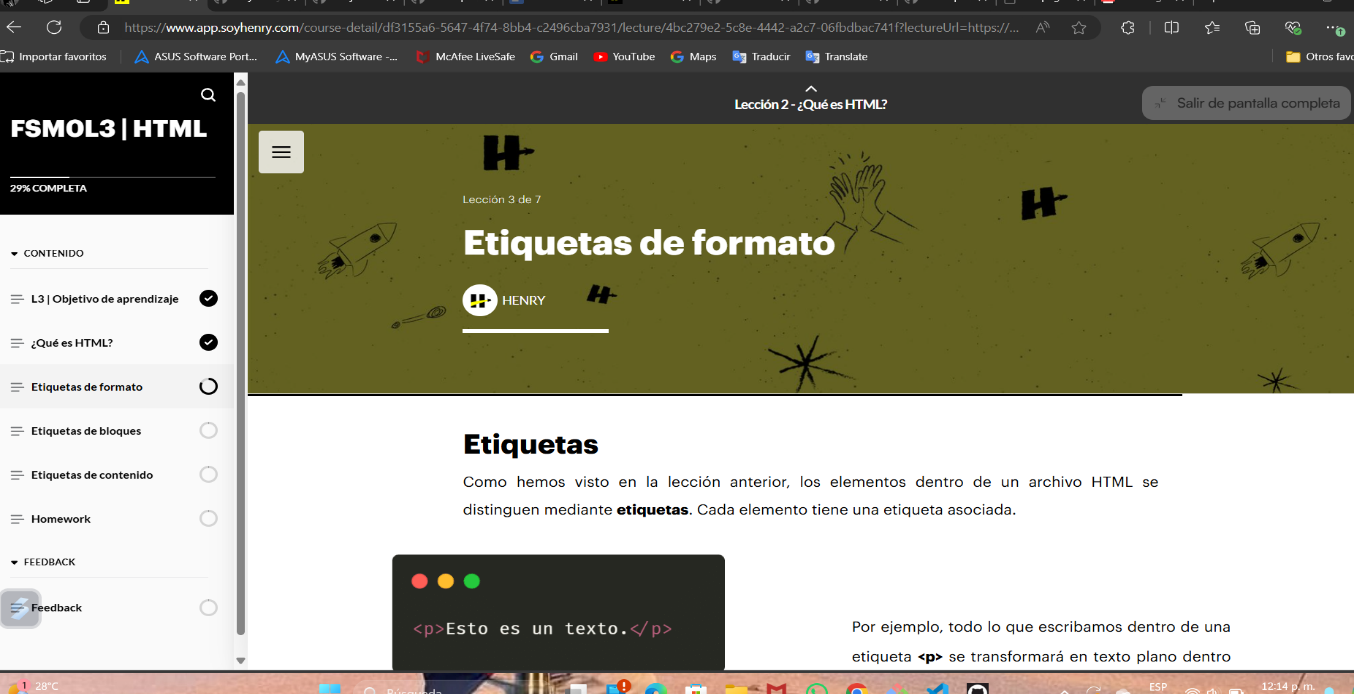 https://www.app.soyhenry.com/course-detail/df3155a6-5647-4f74-8bb4-c2496cba7931/lecture/4bc279e2-5c8e-4442-a2c7-06fbdbac741f?lectureUrl=https://...
Importar favoritos
ASUS Software Port...
MyASUS Software -...
McAfee LiveSafe
Gmail
YouTube
Maps
Traducir
Translate
Otros favo
Lección 2 - ¿Qué es HTML?
Salir de pantalla completa
FSMOL3 | HTML
29% COMPLETA
CONTENIDO
L3 | Objetivo de aprendizaje
¿Qué es HTML?
Etiquetas de formato
Etiquetas de bloques
Etiquetas de contenido
Homework
FEEDBACK
Feedback
Lección 3 de 7
Etiquetas de formato
HENRY
Etiquetas
Como hemos visto en la lección anterior, los elementos dentro de un archivo HTML se
distinguen mediante etiquetas. Cada elemento tiene una etiqueta asociada.
<p>Esto es un texto.</p>
Por ejemplo, todo lo que escribamos dentro de una
etiqueta <p> se transformará en texto plano dentro
1
28°C
Búsqueda
ESP
12:14 p. m.